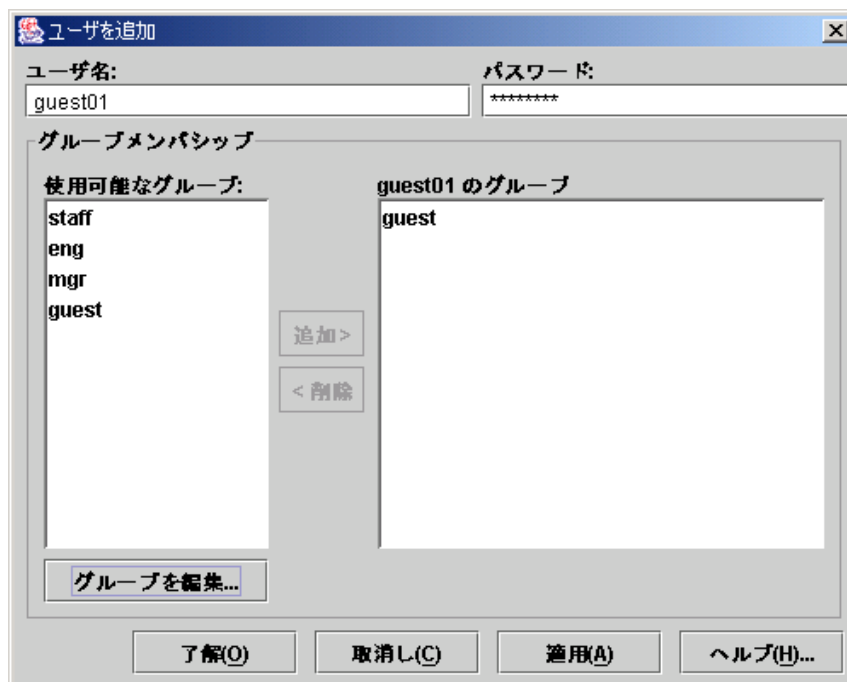 ユーザを追加
ユーザ名:
パスワード:
guest01
********
グループメンバシップ
使用可能なグループ:
guest01 のグループ
staff
eng
mgr
guest
guest
追加>
< 削除
グループを編集...
了解(O)
取消し(C)
適用(A)
ヘルプ(H)...